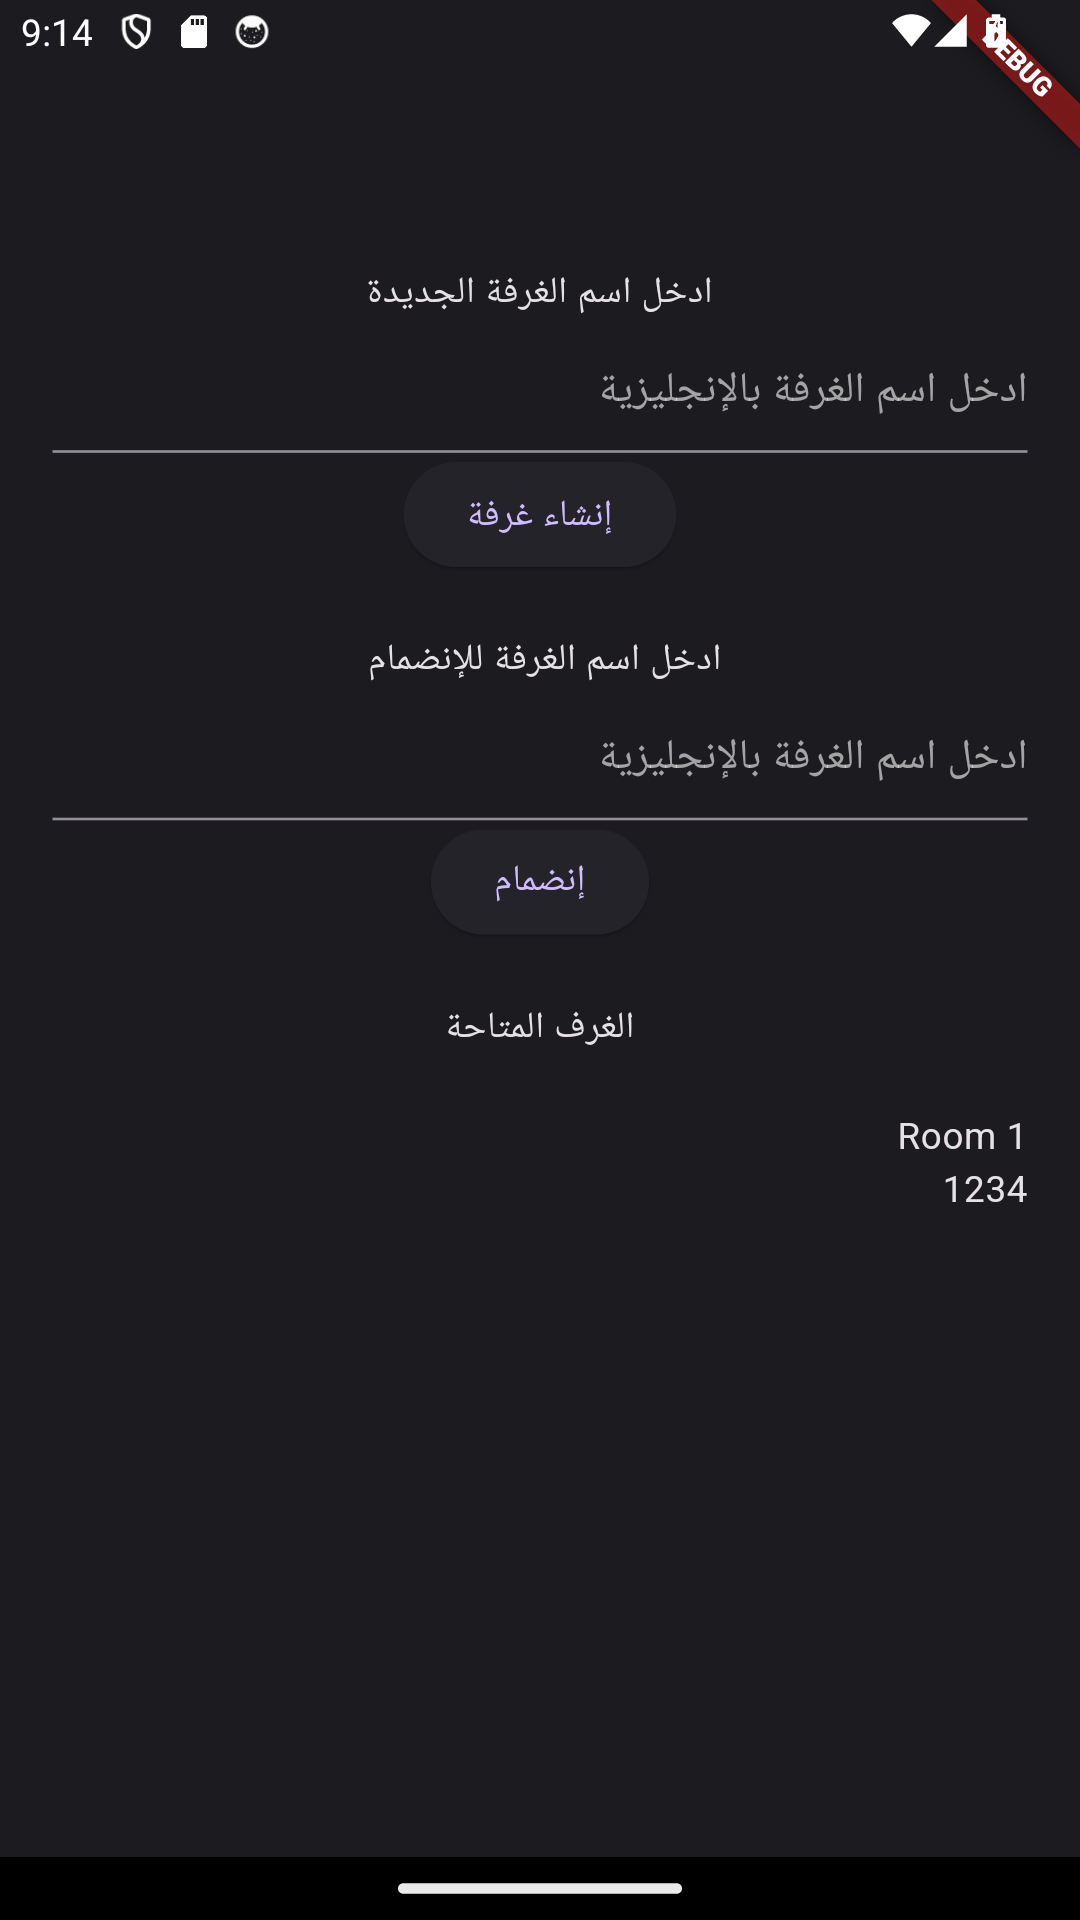 9:14
DEBUG
ادخل اسم الغرفة الجديدة
ادخل اسم الغرفة بالإنجليزية
إنشاء غرفة
ادخل اسم الغرفة للإنضمام
ادخل اسم الغرفة بالإنجليزية
إنضمام
الغرف المتاحة
Room 1
1234